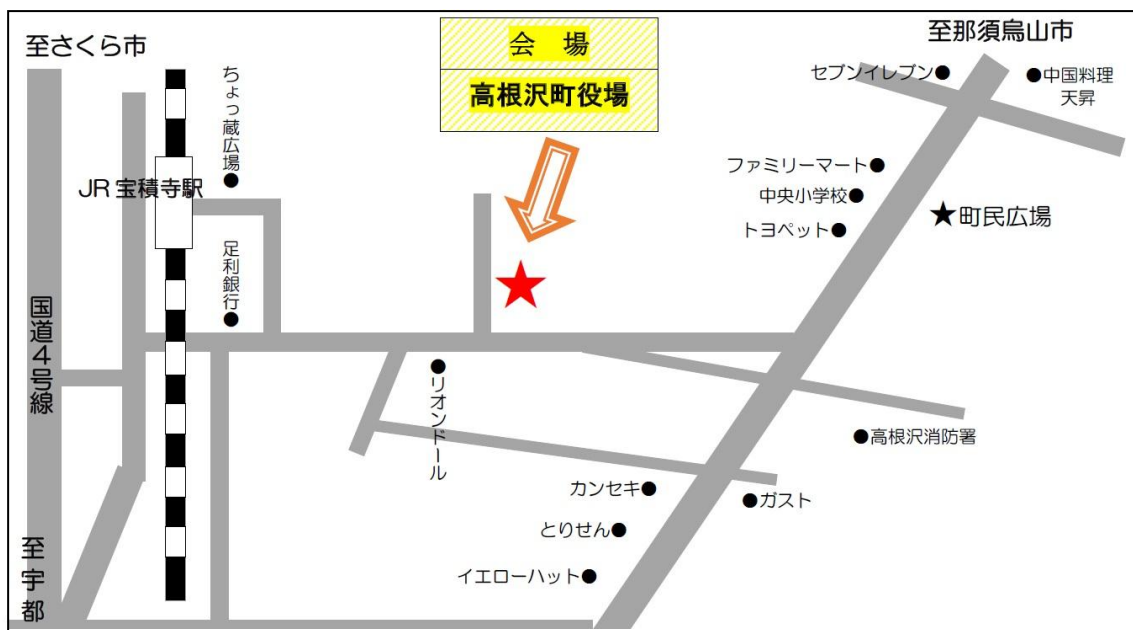 至さくら市
会 場
高根沢町役場
至那須烏山市
セブンイレブン●
●中国料理
天昇
ちょっ蔵広場●
JR宝積寺駅
ファミリーマート●
中央小学校●
トヨペット●
★町民広場
足利銀行●
国道4号線
●リオンドール
●高根沢消防署
カンセキ●
●ガスト
とりせん●
イエローハット●
至宇都